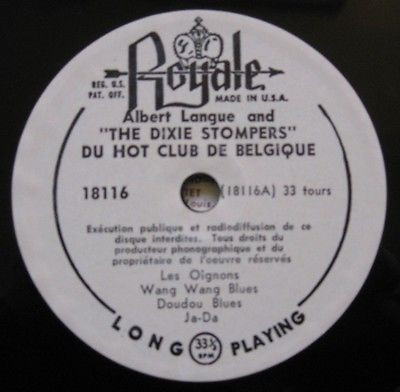 Royale
REG. U.S.
PAT. OFF.
MADE IN U.S.A.
Albert Langue and
"THE DIXIE STOMPERS"
DU HOT CLUB DE BELGIQUE
18116
(18116A) 33 tours
Exécution publique et radiodiffusion de ce
disque interdites. Tous droits du
producteur phonographique et du
propriétaire de l'oeuvre réservés
Les Oignons
Wang Wang Blues
Doudou Blues
Ja-Da
LONG 33⅓ PLAYING
RPM